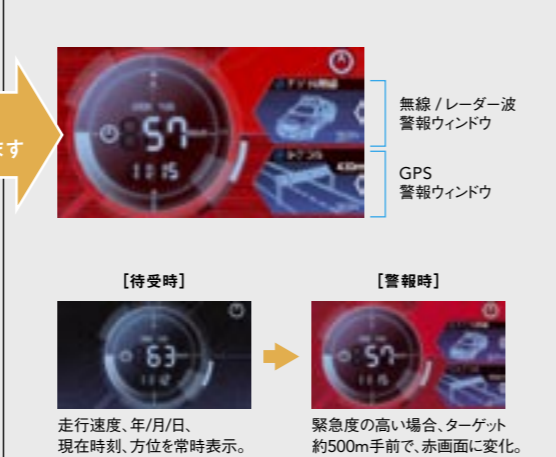 ます
57
11:15
無線 / レーダー波
警報ウィンドウ
GPS
警報ウィンドウ
[待受時]
[警報時]
63
57
走行速度、年/月/日、
現在時刻、方位を常時表示。
緊急度の高い場合、ターゲット
約500m手前で、赤画面に変化。